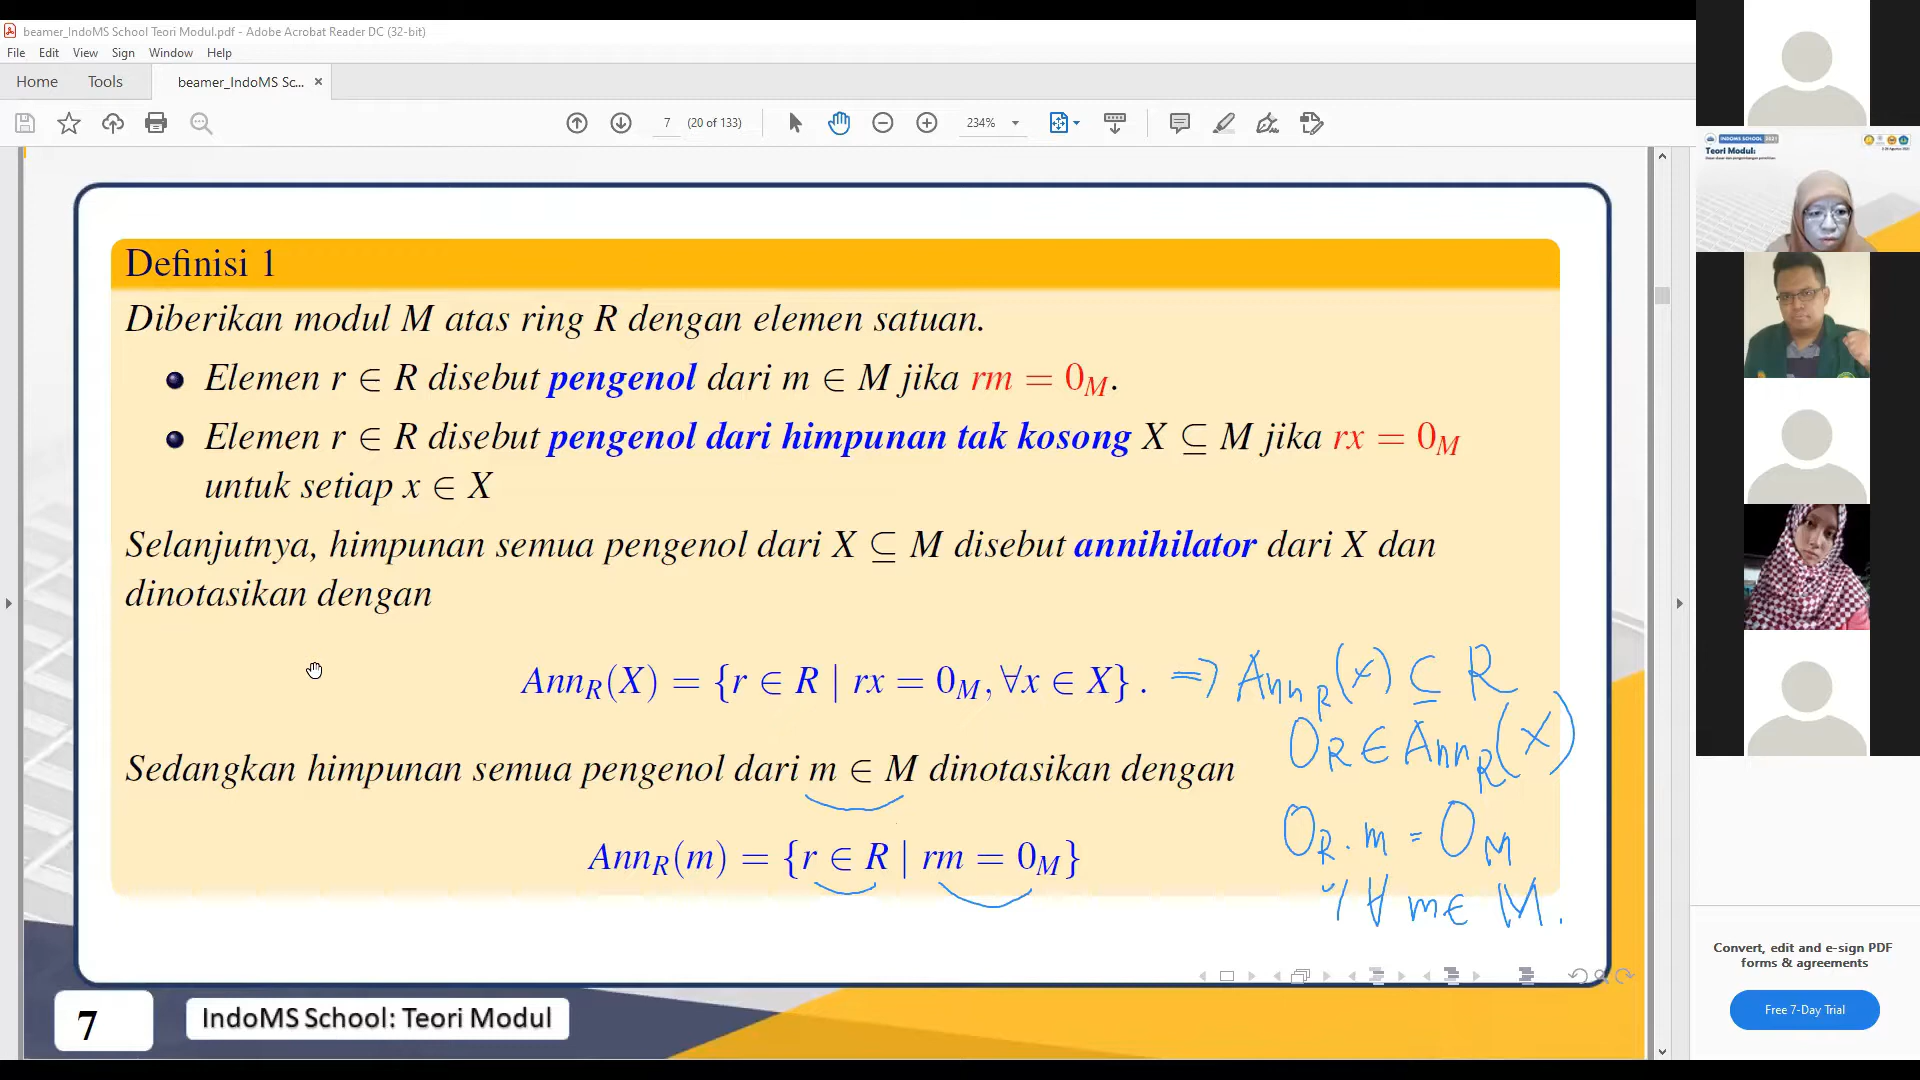 beamer_IndoMS School Teori Modul.pdf - Adobe Acrobat Reader DC (32-bit)
File Edit View Sign Window Help
Home Tools beamer_IndoMS Sc... ×
7 (20 of 133) 234%
Definisi 1
Diberikan modul M atas ring R dengan elemen satuan.
Elemen r ∈ R disebut pengenol dari m ∈ M jika rm = 0_M.
Elemen r ∈ R disebut pengenol dari himpunan tak kosong X ⊆ M jika rx = 0_M
untuk setiap x ∈ X
Selanjutnya, himpunan semua pengenol dari X ⊆ M disebut annihilator dari X dan
dinotasikan dengan
Ann_R(X) = {r ∈ R | rx = 0_M, ∀x ∈ X}. ⇒ Ann_R(X) ⊆ R
0_R ∈ Ann_R(X)
Sedangkan himpunan semua pengenol dari m ∈ M dinotasikan dengan
0_R . m = 0_M
Ann_R(m) = {r ∈ R | rm = 0_M}
∀ m ∈ M.
7
IndoMS School: Teori Modul
INDOMS SCHOOL 2021
Teori Modul:
Convert, edit and e-sign PDF
forms & agreements
Free 7-Day Trial